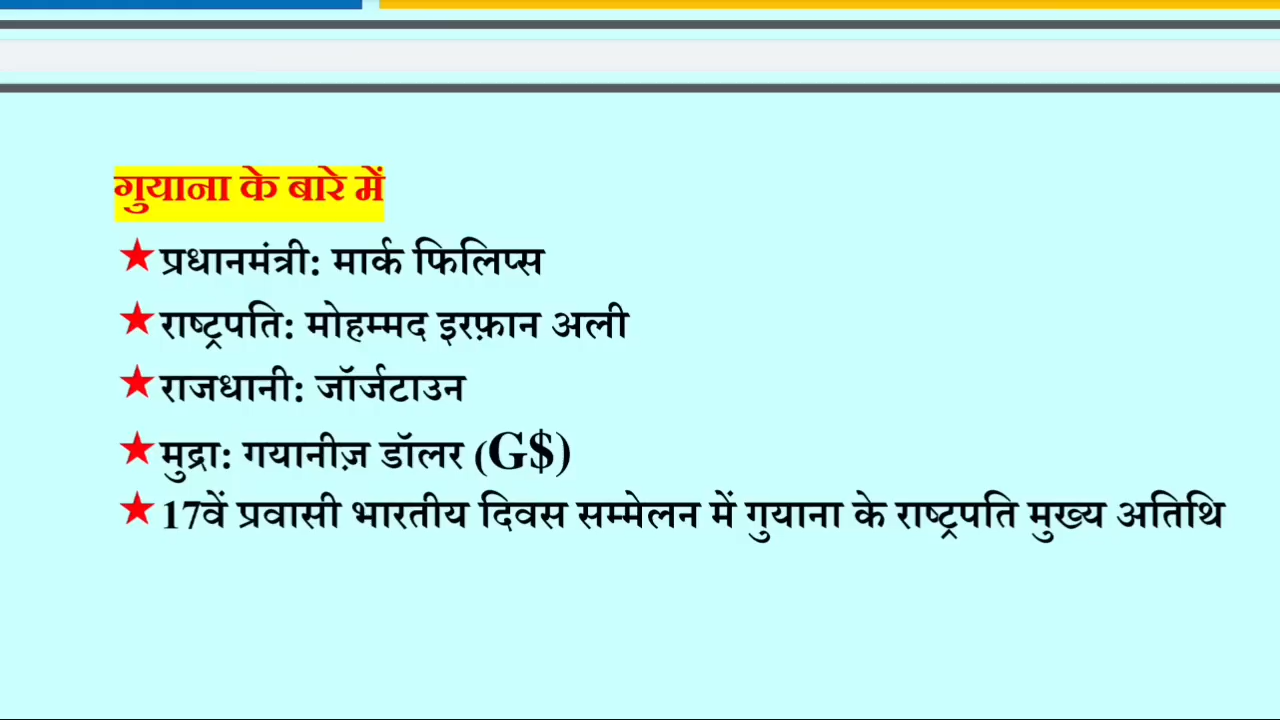 गुयाना के बारे में
★प्रधानमंत्री: मार्क फिलिप्स
★राष्ट्रपति: मोहम्मद इरफ़ान अली
★राजधानी: जॉर्जटाउन
★मुद्रा: गयानीज़ डॉलर (G$)
★17वें प्रवासी भारतीय दिवस सम्मेलन में गुयाना के राष्ट्रपति मुख्य अतिथि